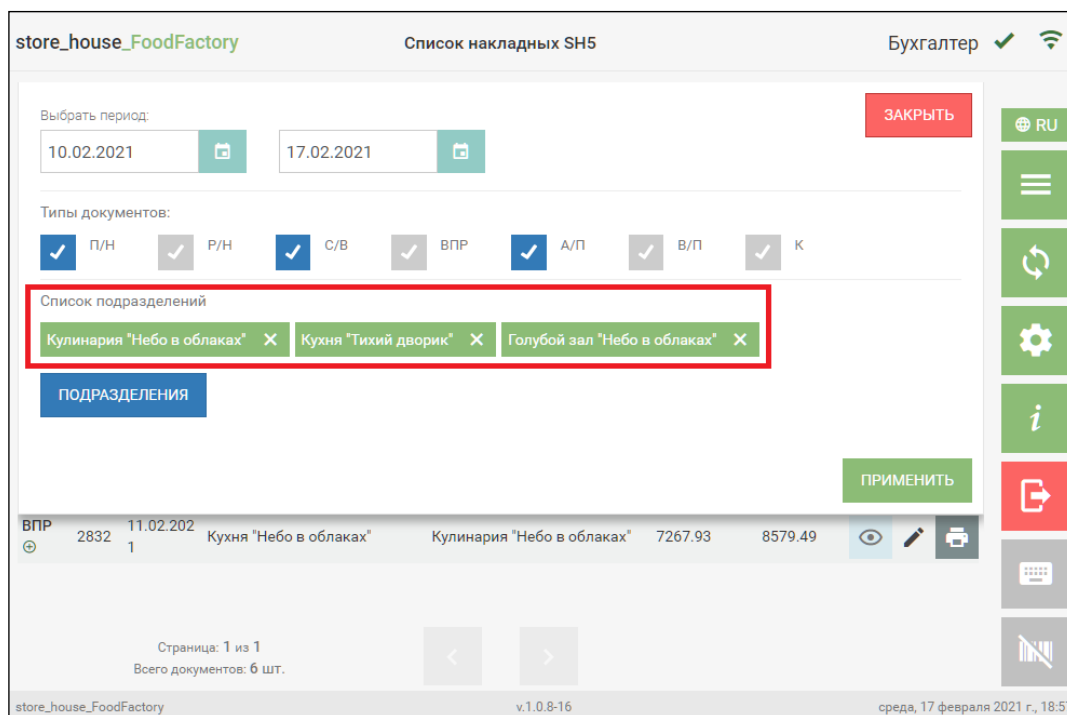 store_house_FoodFactory Список накладных SH5 Бухгалтер
Выбрать период:
ЗАКРЫТЬ
RU
10.02.2021 17.02.2021
Типы документов:
П/Н Р/Н С/В ВПР А/П В/П К
Список подразделений
Кулинария "Небо в облаках" Кухня "Тихий дворик" Голубой зал "Небо в облаках"
ПОДРАЗДЕЛЕНИЯ
ПРИМЕНИТЬ
ВПР 2832 11.02.202 Кухня "Небо в облаках" Кулинария "Небо в облаках" 7267.93 8579.49
1
Страница: 1 из 1
Всего документов: 6 шт.
store_house_FoodFactory v.1.0.8-16 среда, 17 февраля 2021 г.,